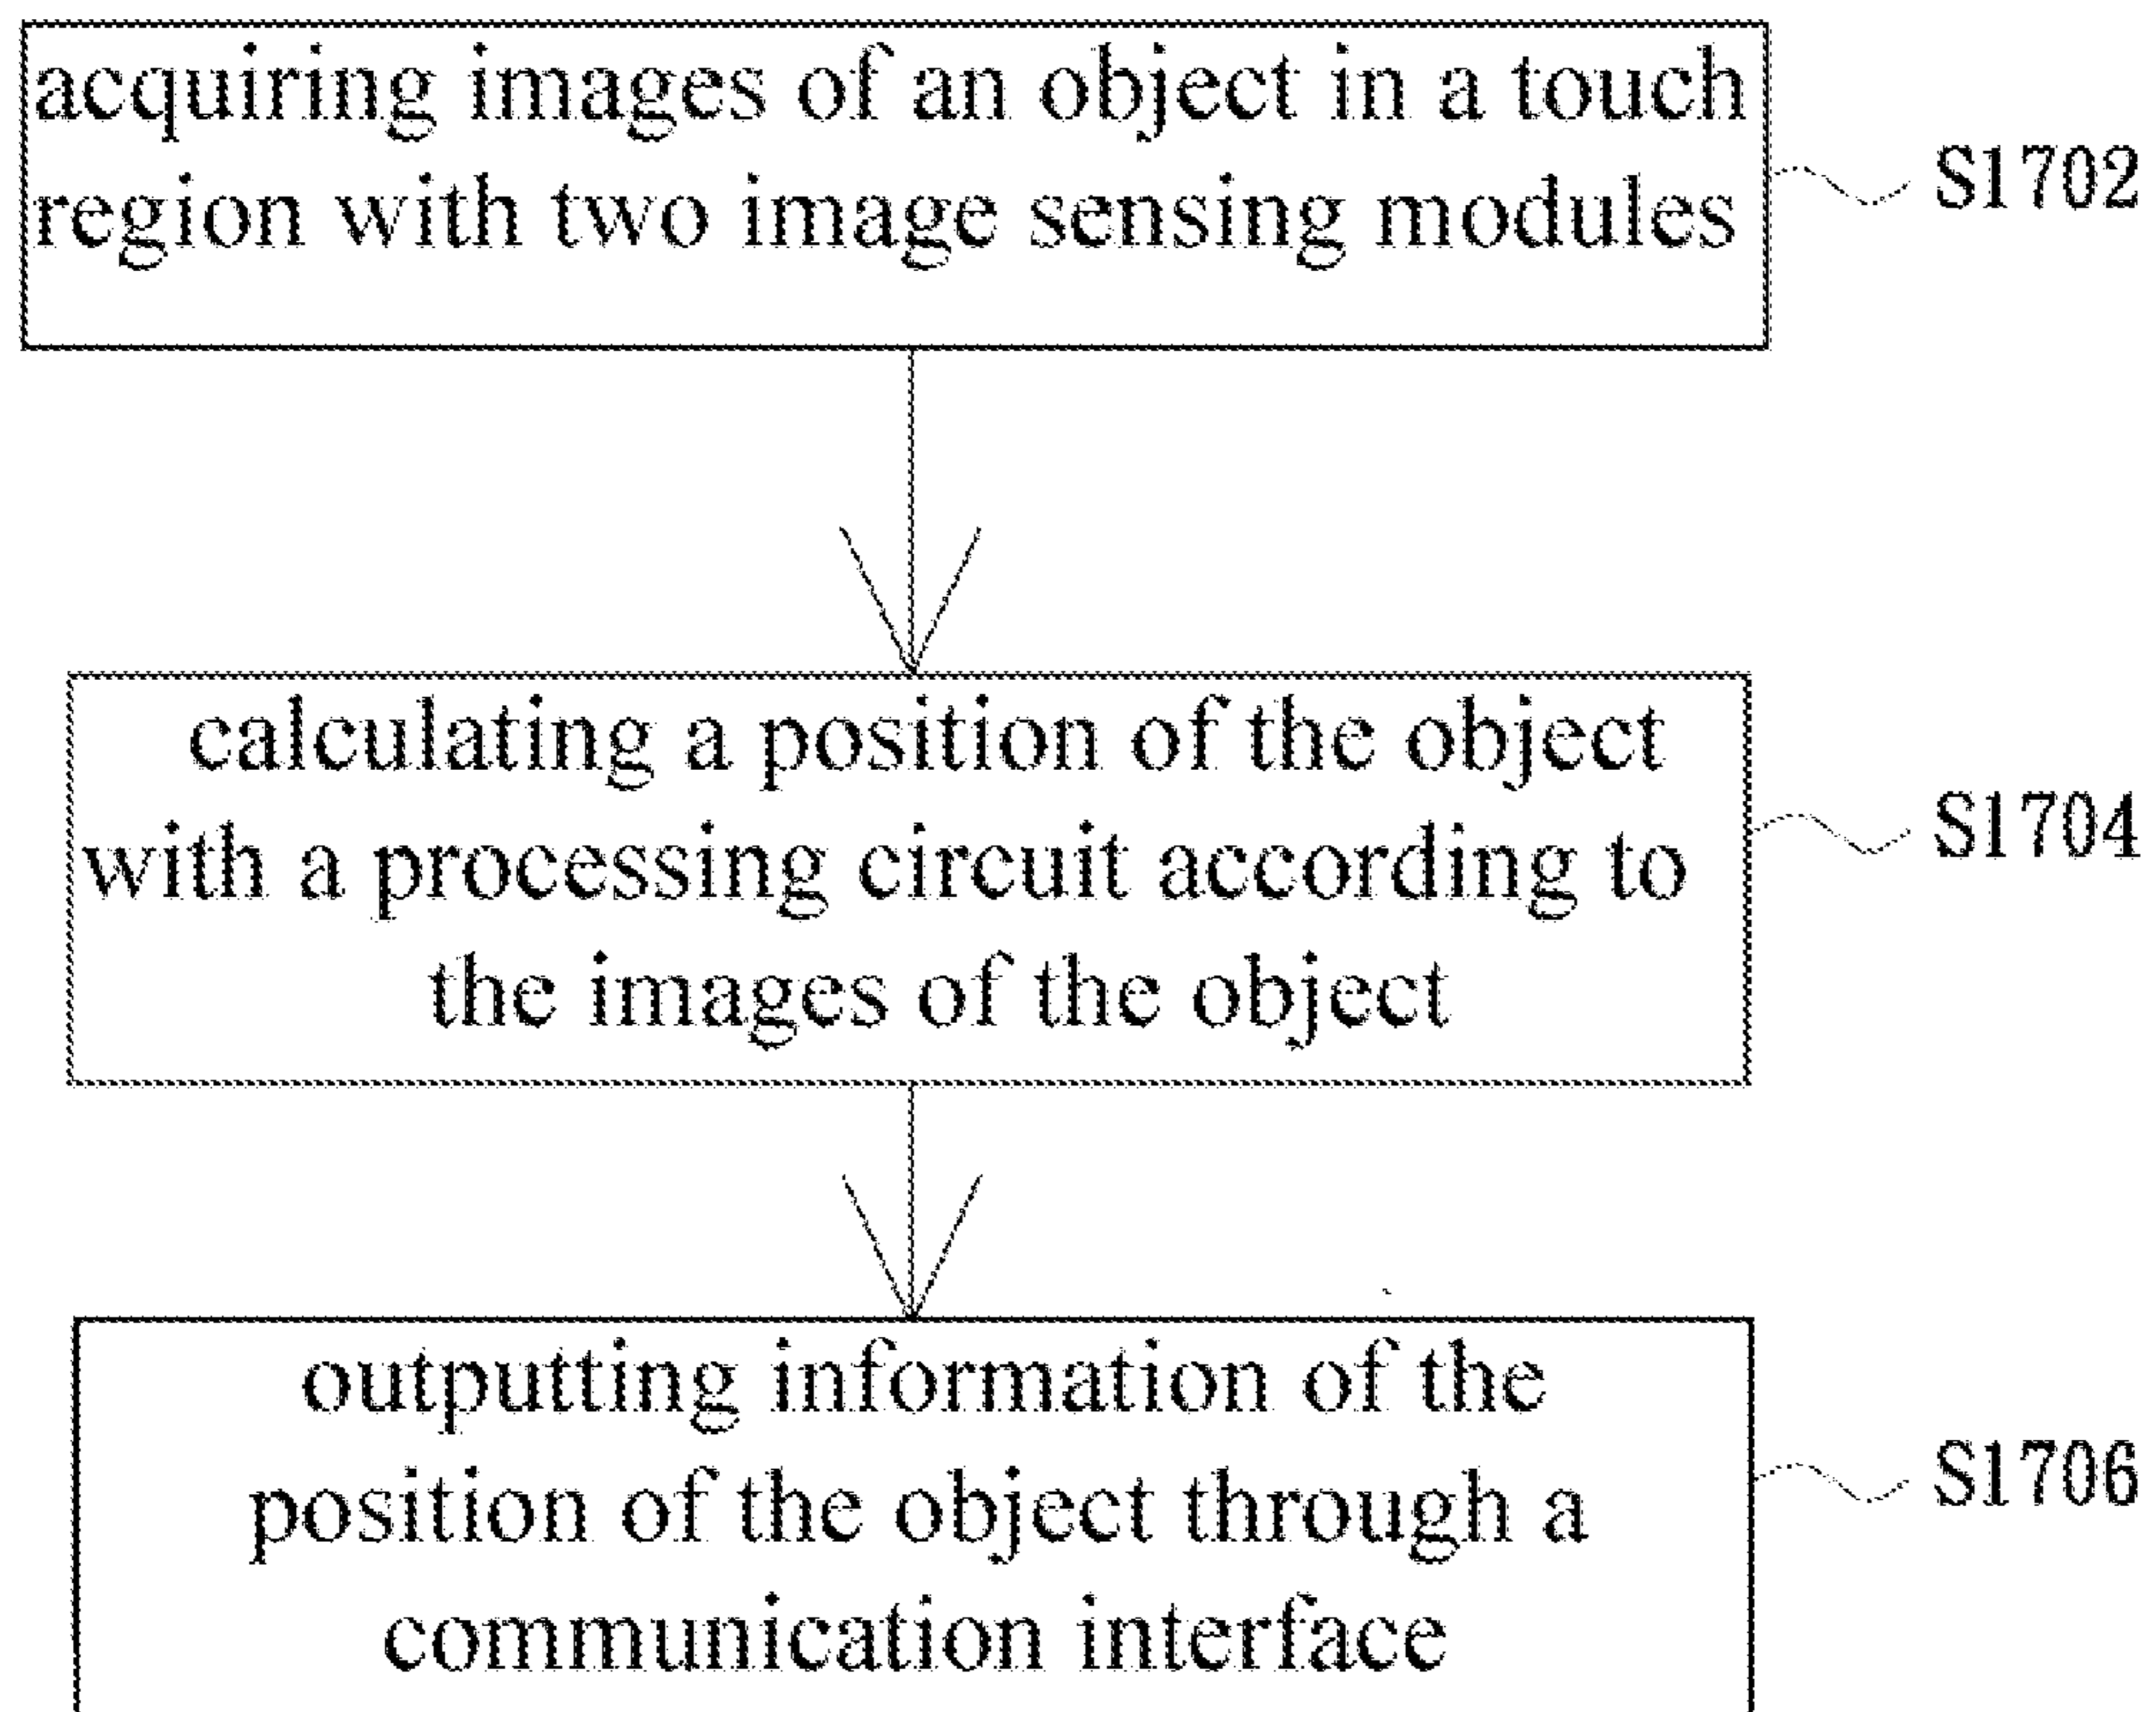 acquiring images of an object in a touch
region with two image sensing modules
S1702
calculating a position of the object
with a processing circuit according to
the images of the object
S1704
outputting information of the
position of the object through a
communication interface
S1706